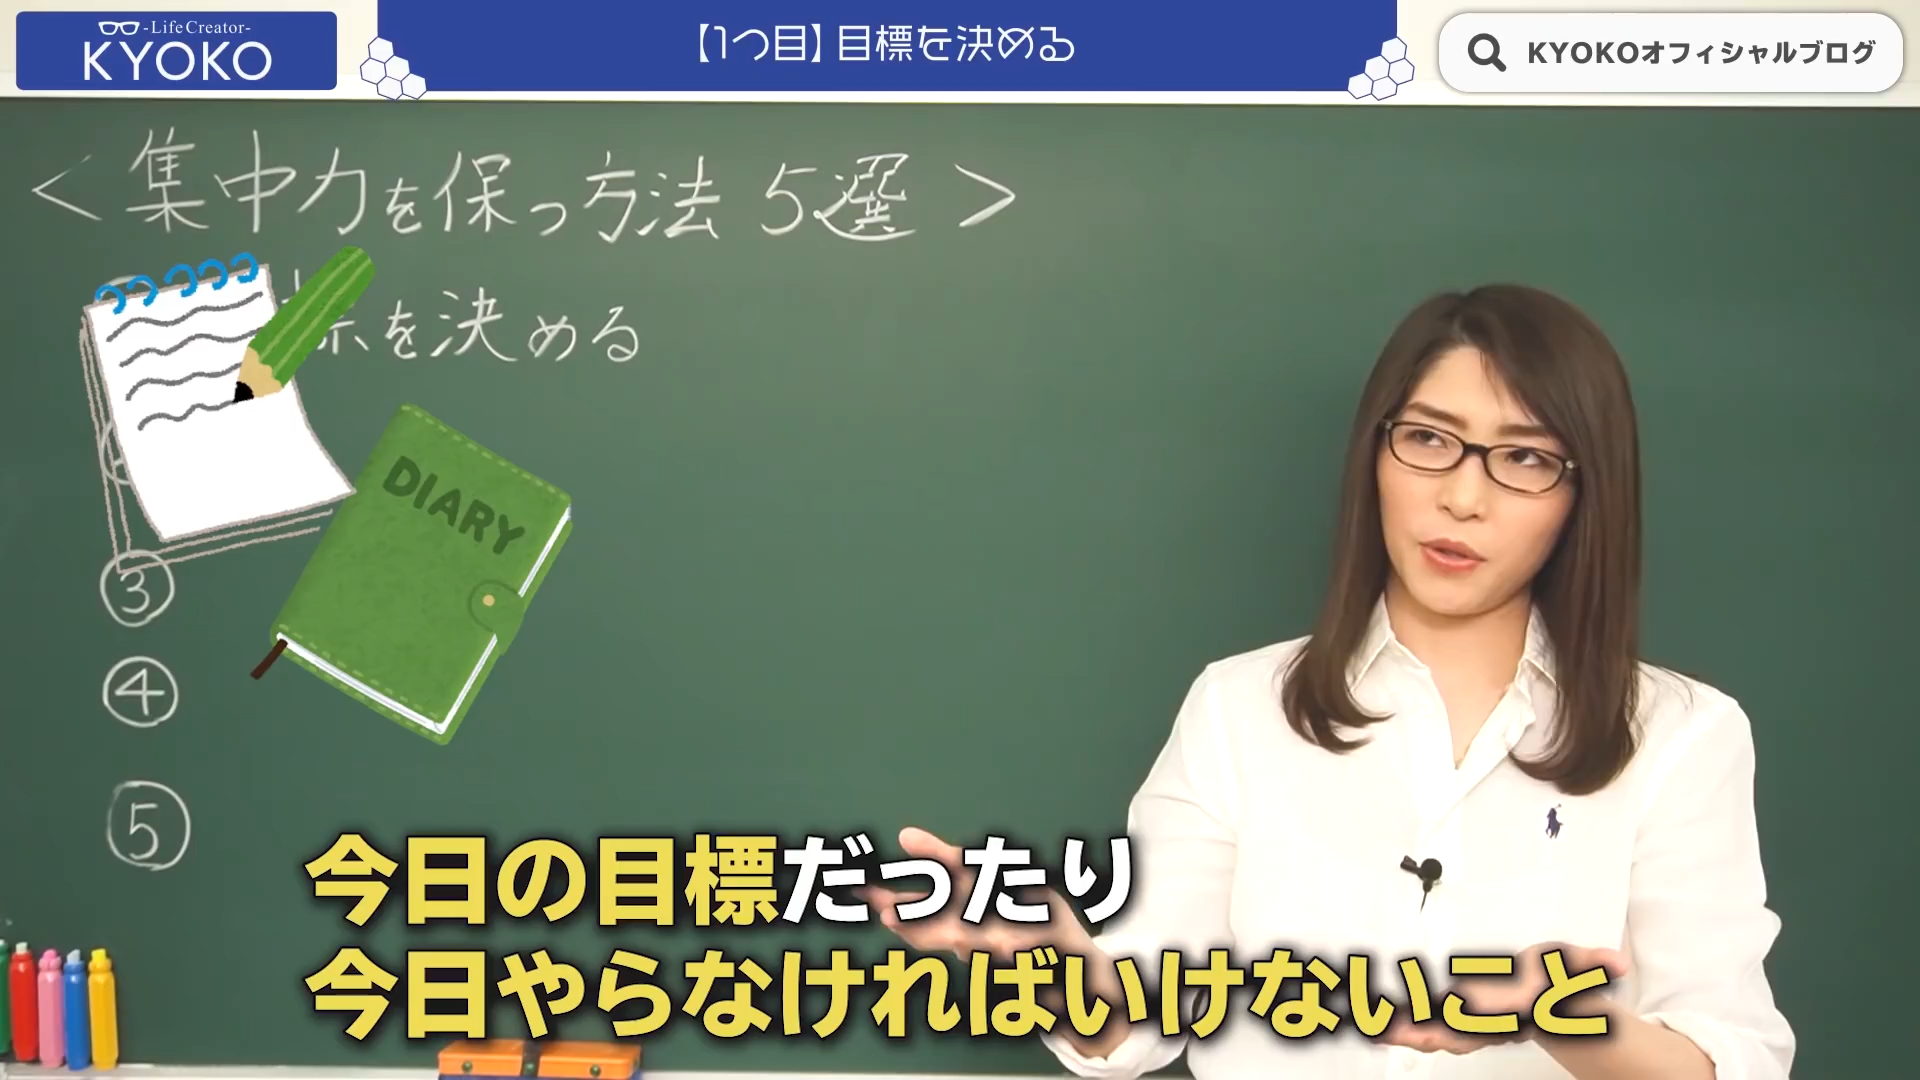 -LifeCreator-
KYOKO
【1つ目】目標を決める
KYOKOオフィシャルブログ
<集中力を保つ方法 5選>
を決める
DIARY
③
④
⑤
今日の目標だったり
今日やらなければいけないこと